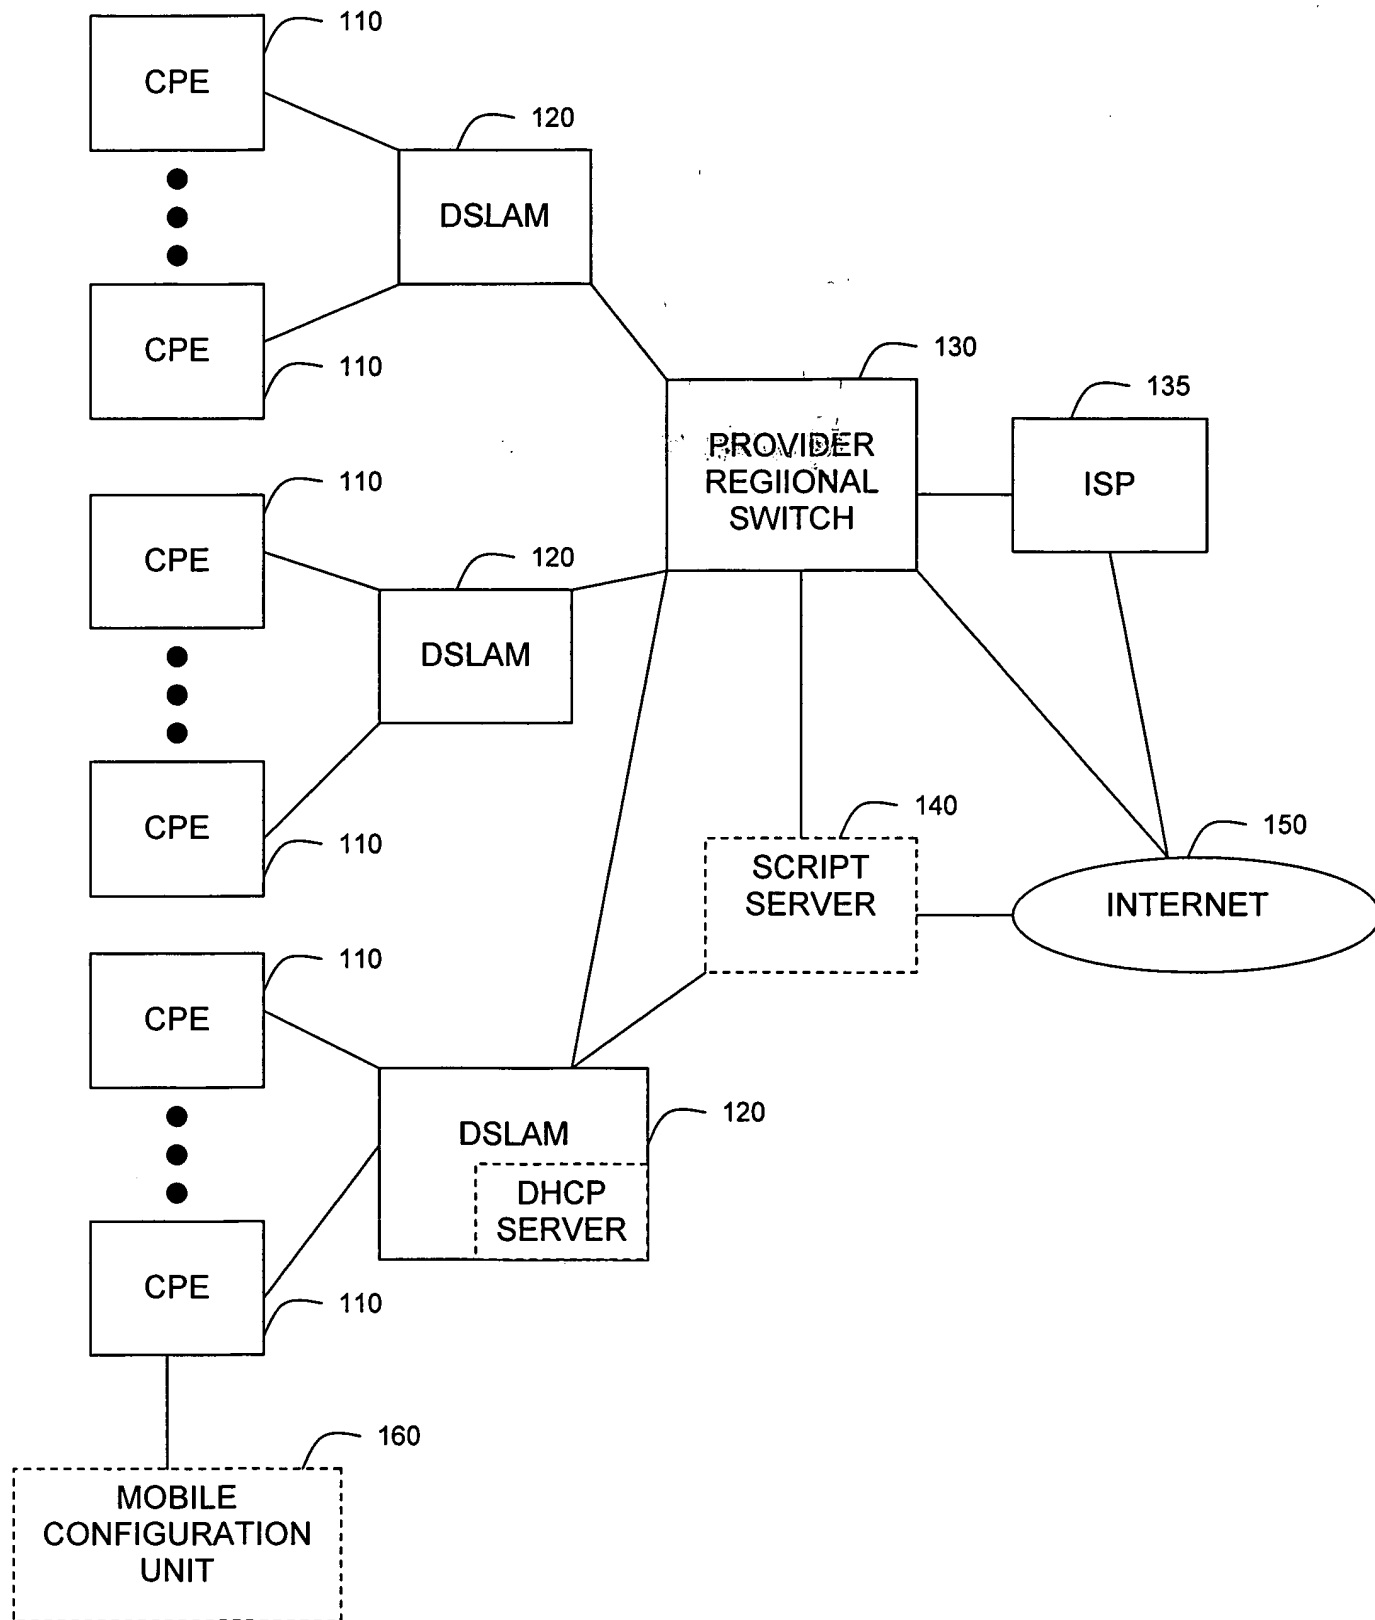 110
CPE
120
DSLAM
CPE
110
130
135
PROVIDER
REGIIONAL
SWITCH
ISP
110
CPE
120
DSLAM
CPE
110
140
SCRIPT
SERVER
150
INTERNET
110
CPE
120
DSLAM
DHCP
SERVER
CPE
110
160
MOBILE
CONFIGURATION
UNIT